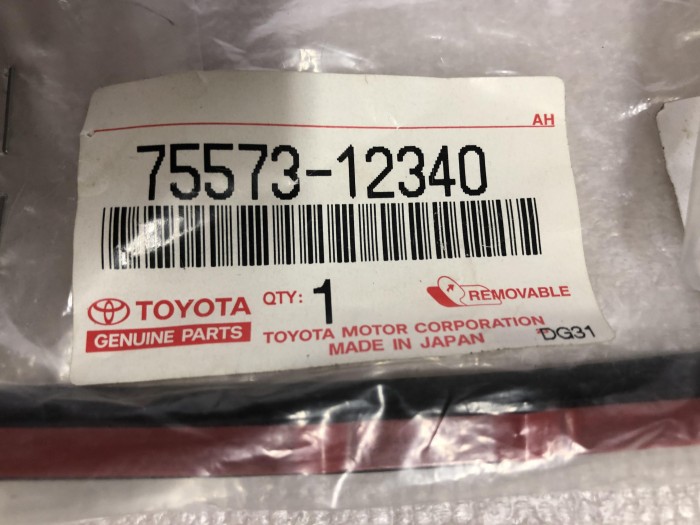 AH
75573-12340
TOYOTA
GENUINE PARTS
QTY: 1
REMOVABLE
TOYOTA MOTOR CORPORATION
MADE IN JAPAN
DG31